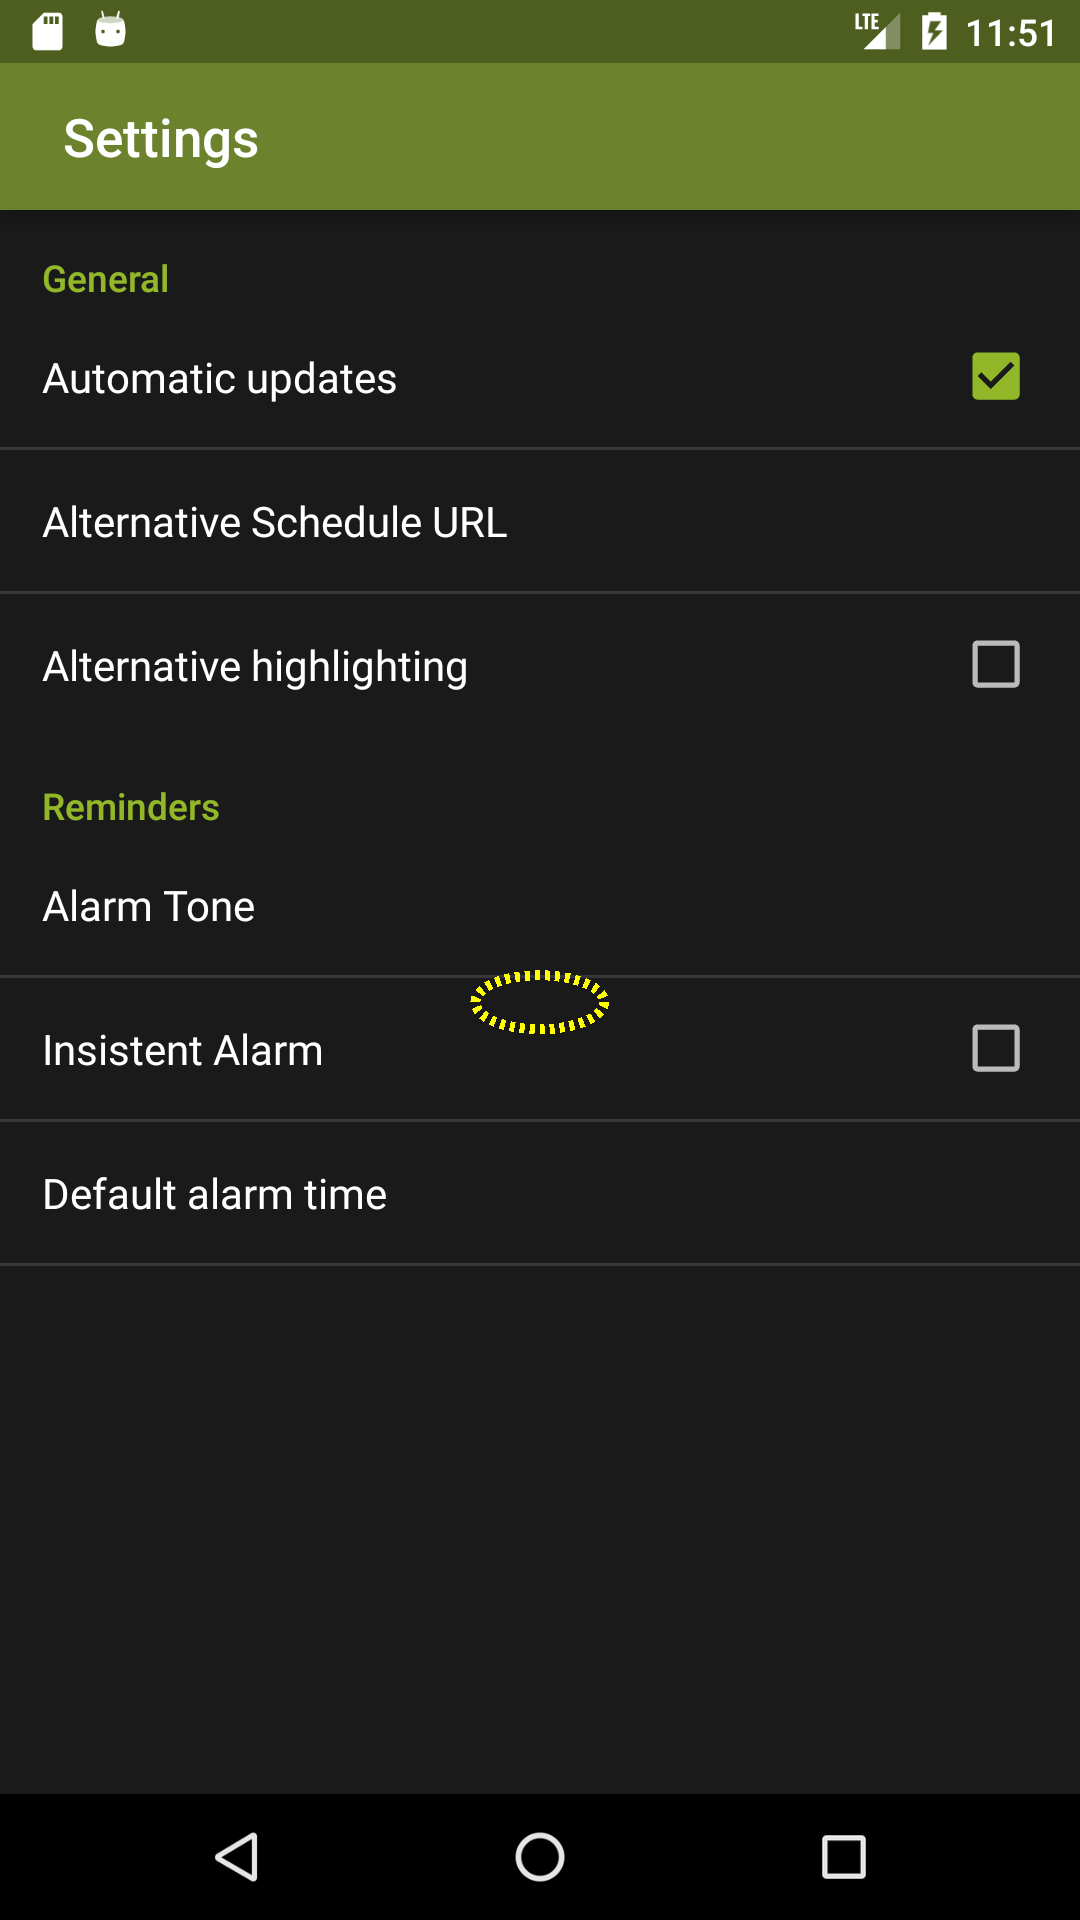 LTE 11:51
Settings
General
Automatic updates
Alternative Schedule URL
Alternative highlighting
Reminders
Alarm Tone
Insistent Alarm
Default alarm time